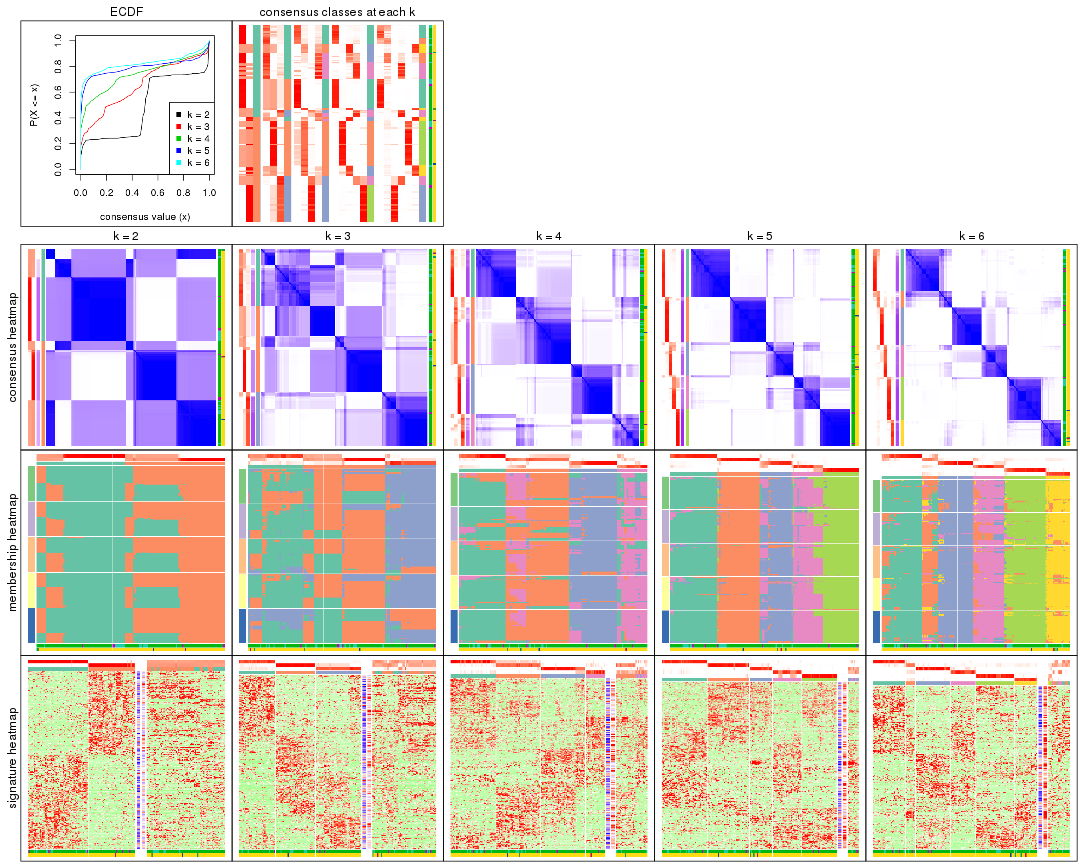 ECDF
consensus classes at each k
P(X <= x)
1.0
0.8
0.6
0.4
0.2
0.0
k = 2
k = 3
k = 4
k = 5
k = 6
0.0 0.2 0.4 0.6 0.8 1.0
consensus value (x)
k = 2 k = 3 k = 4 k = 5 k = 6
consensus heatmap
membership heatmap
signature heatmap